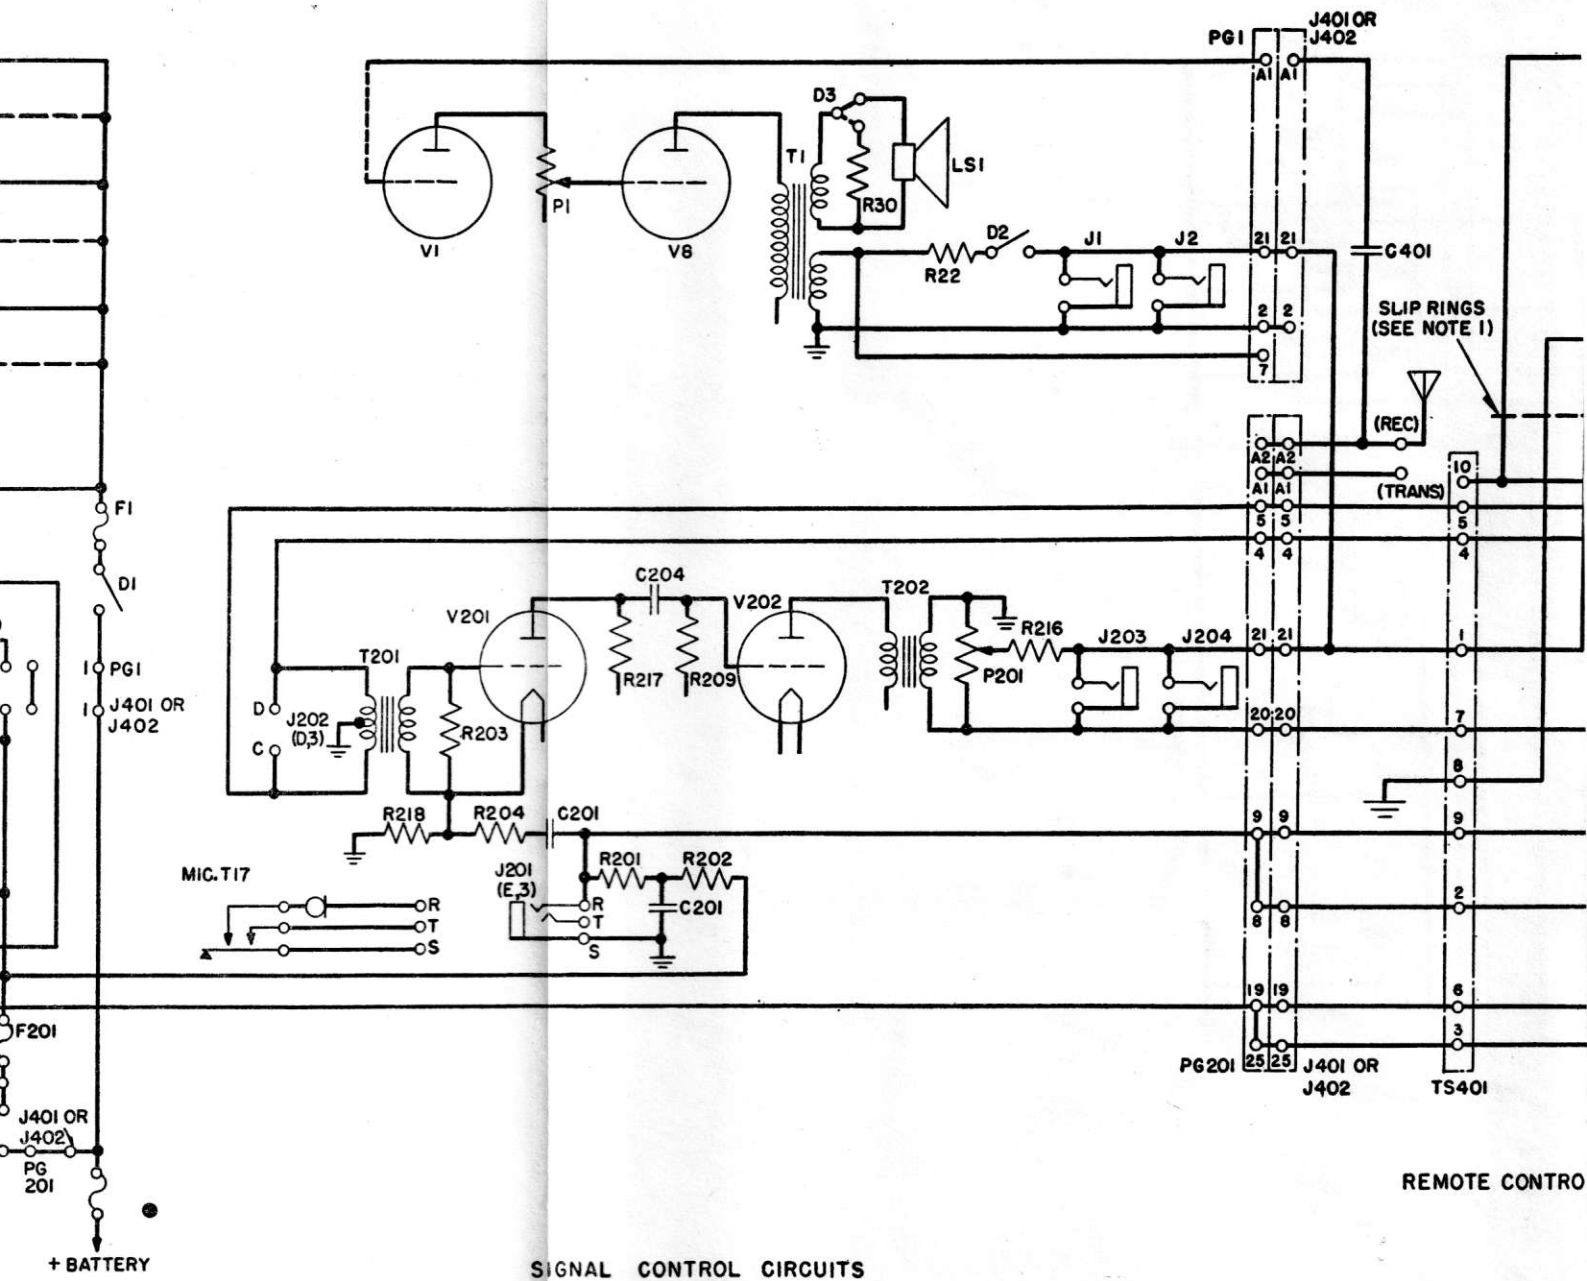 J401 OR
J402
PG1
A1 A1
D3
T1
LS1
R30
P1
V1
V8
D2
J1
J2
21 21
R22
C401
2 2
7
SLIP RINGS
(SEE NOTE 1)
(REC)
A2 A2
A1 A1
(TRANS)
10
5 5 5
4 4 4
F1
D1
C204
V201
V202
T202
T201
R216
J203
J204
21 21
1
1 PG1
1 J401 OR
J402
R217
R209
P201
D
J202
(D,3)
C
R203
20 20
7
8
R218
R204
C201
9 9 9
MIC. T17
J201
(E,3)
R201
R202
R
T
S
R
T
S
C201
8 8
2
19 19
6
3
F201
PG201
25 25
J401 OR
J402
TS401
J401 OR
J402
PG
201
REMOTE CONTRO
+ BATTERY
SIGNAL CONTROL CIRCUITS